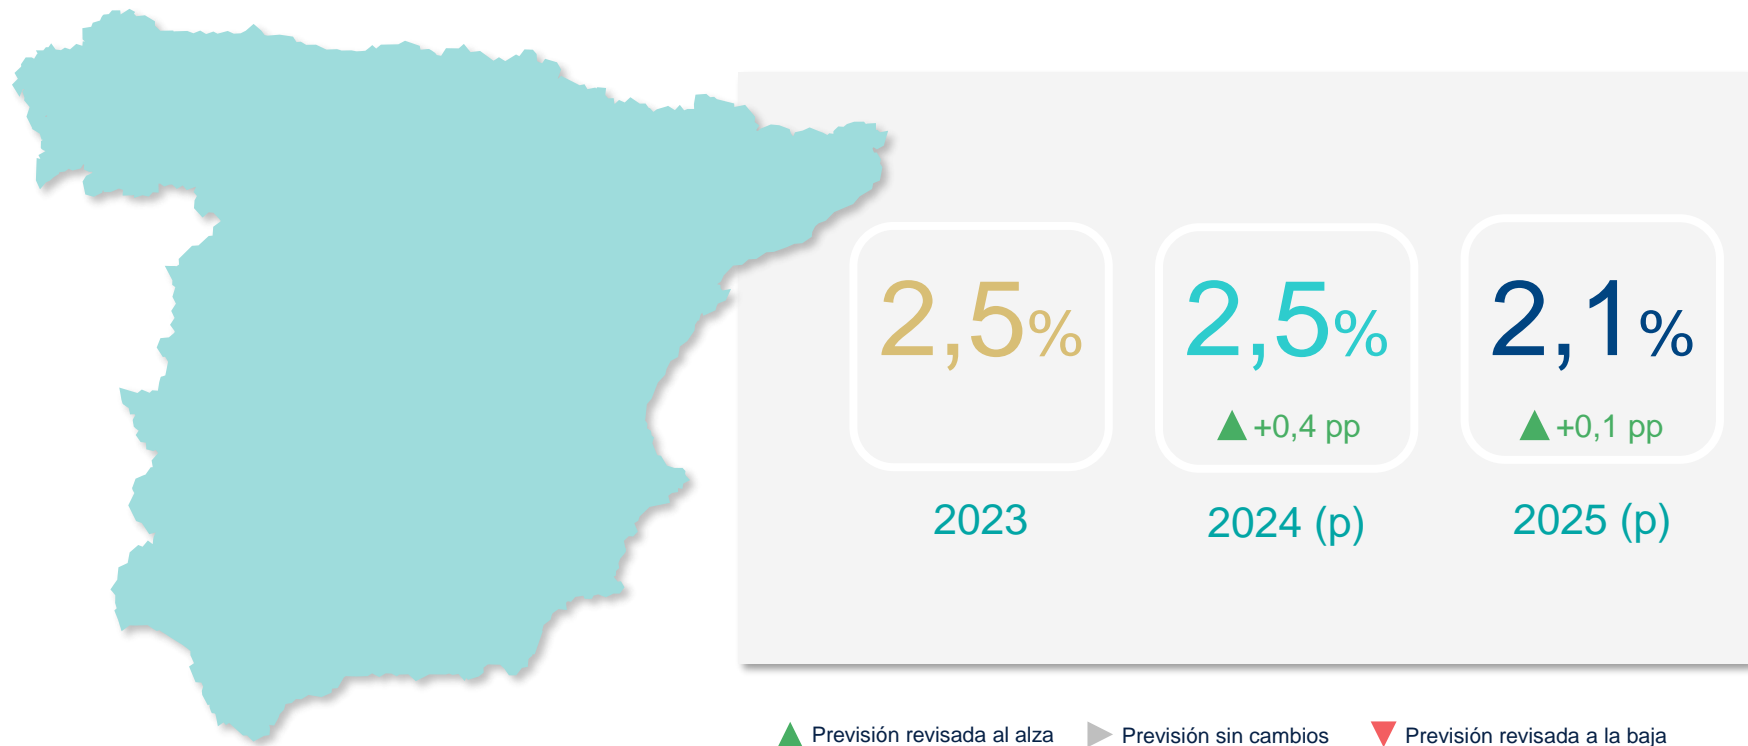 2,5%
2,5%
2,1%
+0,4 pp
+0,1 pp
2023
2024 (p)
2025 (p)
Previsión revisada al alza
Previsión sin cambios
Previsión revisada a la baja